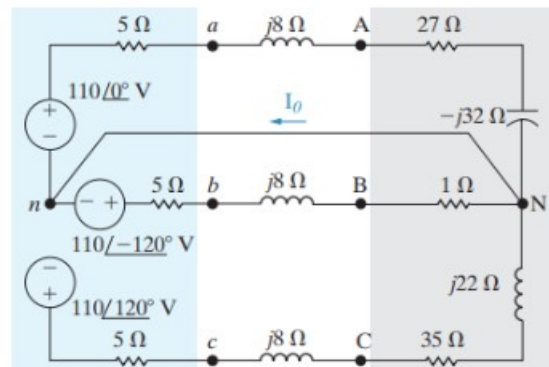 5 Ω a j8 Ω A 27 Ω
110/0° V
+
−
I0
−j32 Ω
n − + 5 Ω b j8 Ω B 1 Ω N
110/−120° V
−
+
j22 Ω
110/120° V
5 Ω c j8 Ω C 35 Ω